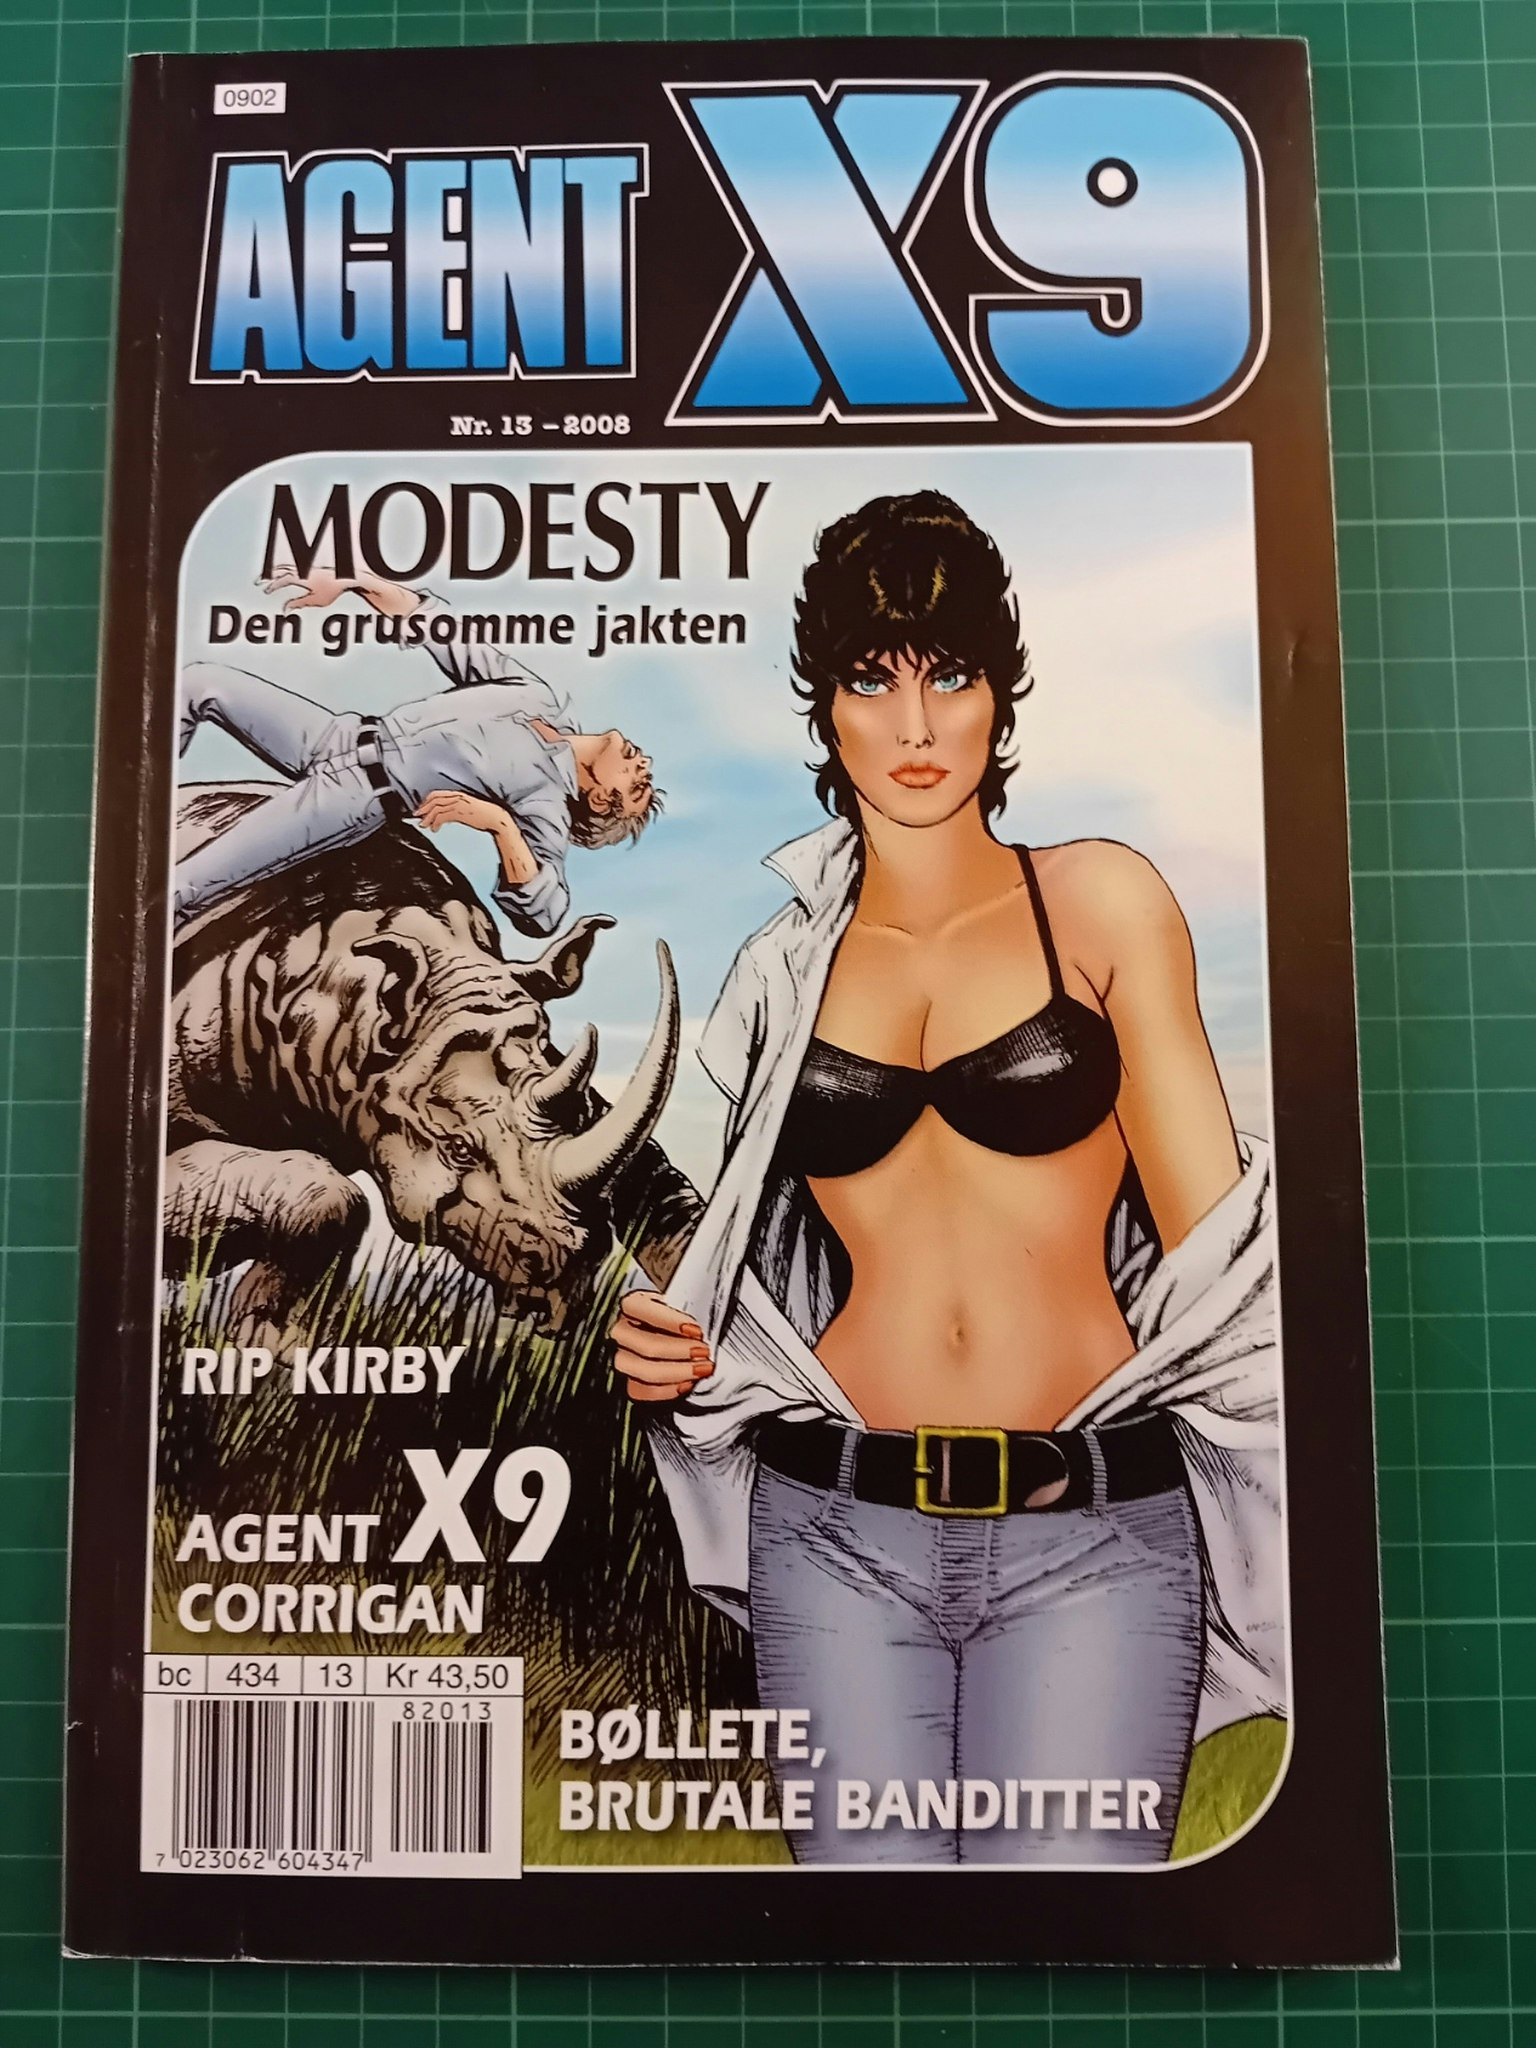 0902
AGENT X9
Nr. 13 – 2008
MODESTY
Den grusomme jakten
RIP KIRBY
AGENT X9
CORRIGAN
bc 434 13 Kr 43,50
82013
7 023062 604347
BØLLETE,
BRUTALE BANDITTER